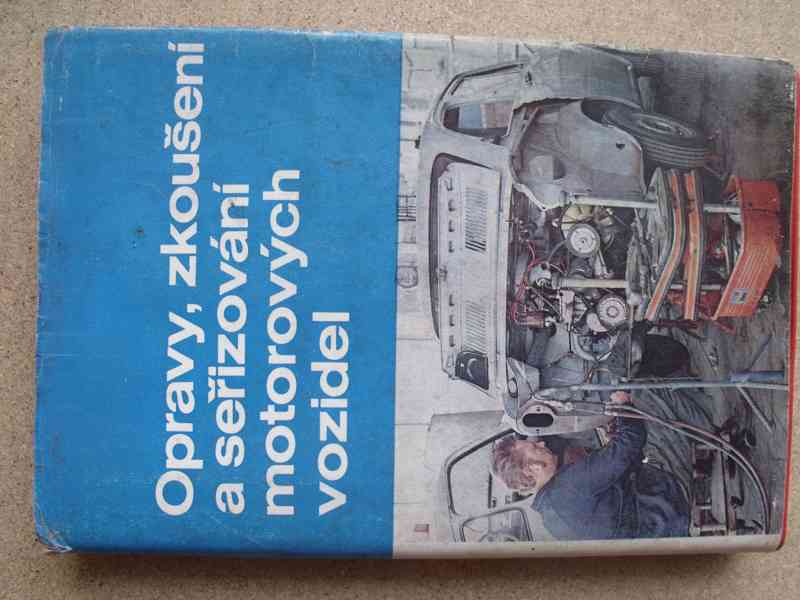 Opravy, zkoušení
a seřizování
motorových
vozidel